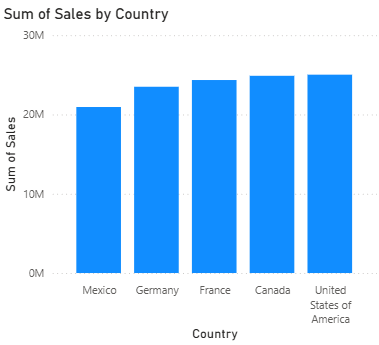 Sum of Sales by Country
30M
20M
10M
0M
Sum of Sales
Mexico
Germany
France
Canada
United
States of
America
Country